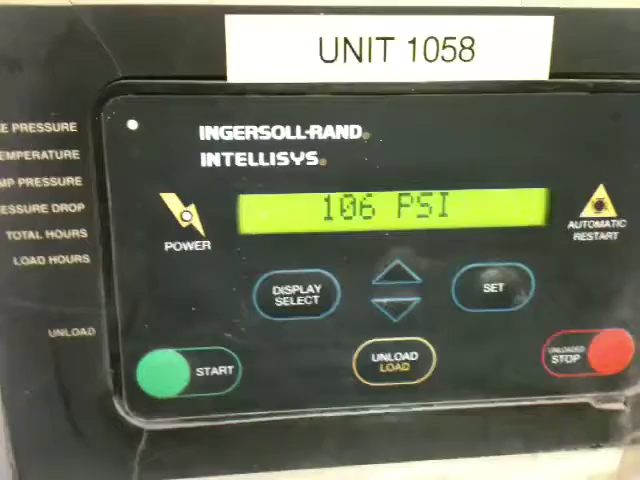 UNIT 1058
E PRESSURE
INGERSOLL-RAND®
INTELLISYS®
EMPERATURE
MP PRESSURE
ESSURE DROP
TOTAL HOURS
LOAD HOURS
106 PSI
POWER
AUTOMATIC
RESTART
DISPLAY
SELECT
SET
UNLOAD
UNLOAD
LOAD
START
UNLOADED
STOP